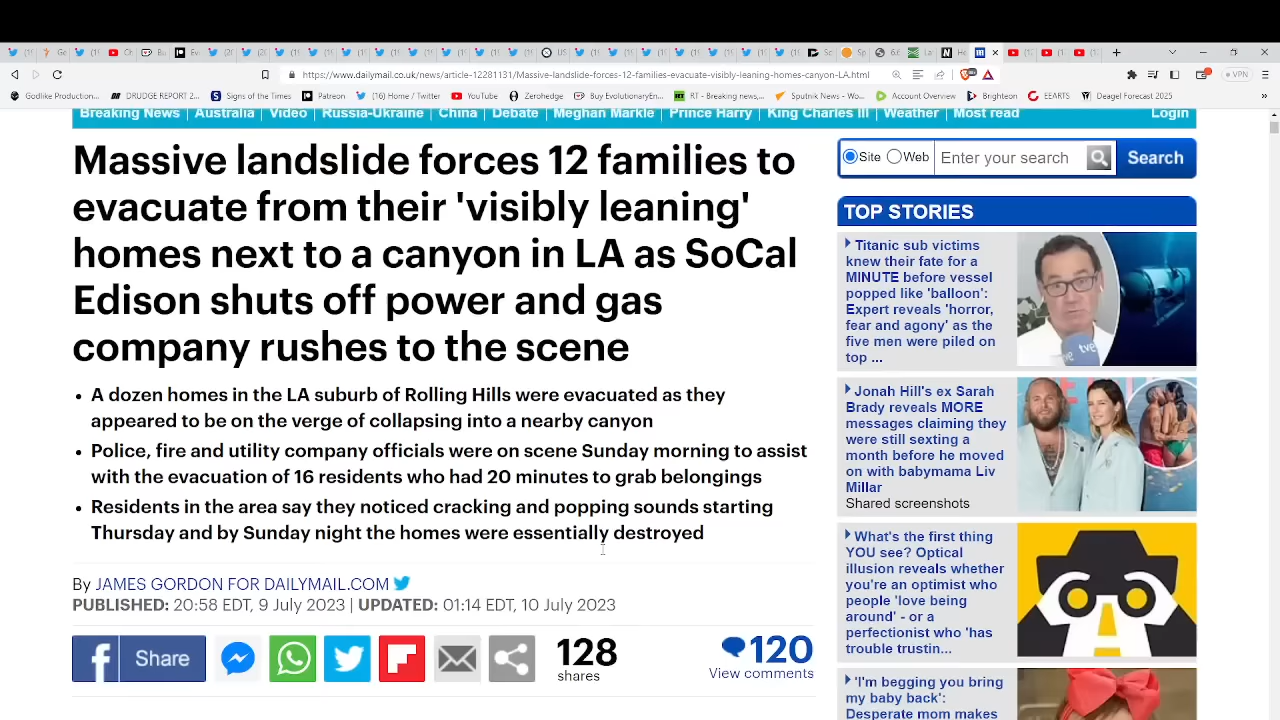 https://www.dailymail.co.uk/news/article-12281137/Massive-landslide-forces-12-families-evacuate-visibly-leaning-homes-canyon-LA.html
VPN
Godlike Production... DRUDGE REPORT 2... Signs of the Times Patreon (16) Home / Twitter YouTube Zerohedge Buy EvolutionaryEn... RT - Breaking news,... Sputnik News - Wo... Account Overview Brighteon EEARTS Deagel Forecast 2025
Breaking News Australia Video Russia-Ukraine China Debate Meghan Markle Prince Harry King Charles III Weather Most read Login
Massive landslide forces 12 families to
evacuate from their 'visibly leaning'
homes next to a canyon in LA as SoCal
Edison shuts off power and gas
company rushes to the scene
• A dozen homes in the LA suburb of Rolling Hills were evacuated as they
appeared to be on the verge of collapsing into a nearby canyon
• Police, fire and utility company officials were on scene Sunday morning to assist
with the evacuation of 16 residents who had 20 minutes to grab belongings
• Residents in the area say they noticed cracking and popping sounds starting
Thursday and by Sunday night the homes were essentially destroyed
By JAMES GORDON FOR DAILYMAIL.COM
PUBLISHED: 20:58 EDT, 9 July 2023 | UPDATED: 01:14 EDT, 10 July 2023
Share
128
shares
120
View comments
Site Web Enter your search Search
TOP STORIES
Titanic sub victims
knew their fate for a
MINUTE before vessel
popped like 'balloon':
Expert reveals 'horror,
fear and agony' as the
five men were piled on
top ...
tve
Jonah Hill's ex Sarah
Brady reveals MORE
messages claiming they
were still sexting a
month before he moved
on with babymama Liv
Millar
Shared screenshots
What's the first thing
YOU see? Optical
illusion reveals whether
you're an optimist who
people 'love being
around' - or a
perfectionist who 'has
trouble trustin...
'I'm begging you bring
my baby back':
Desperate mom makes